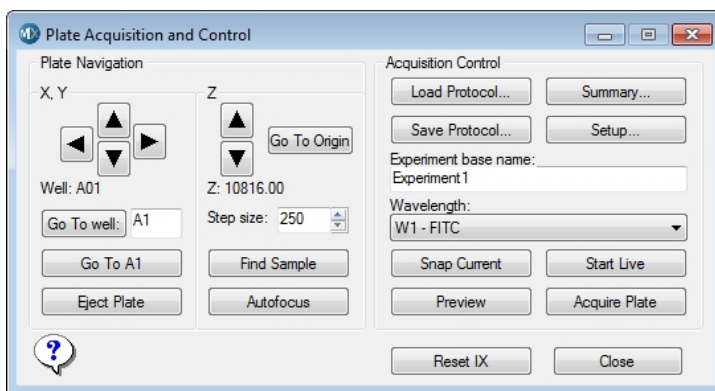 MX Plate Acquisition and Control
Plate Navigation
X, Y
Well: A01
Go To well: A1
Go To A1
Eject Plate
Z
Go To Origin
Z: 10816.00
Step size: 250
Find Sample
Autofocus
Acquisition Control
Load Protocol... Summary...
Save Protocol... Setup...
Experiment base name:
Experiment1
Wavelength:
W1 - FITC
Snap Current Start Live
Preview Acquire Plate
?
Reset IX Close